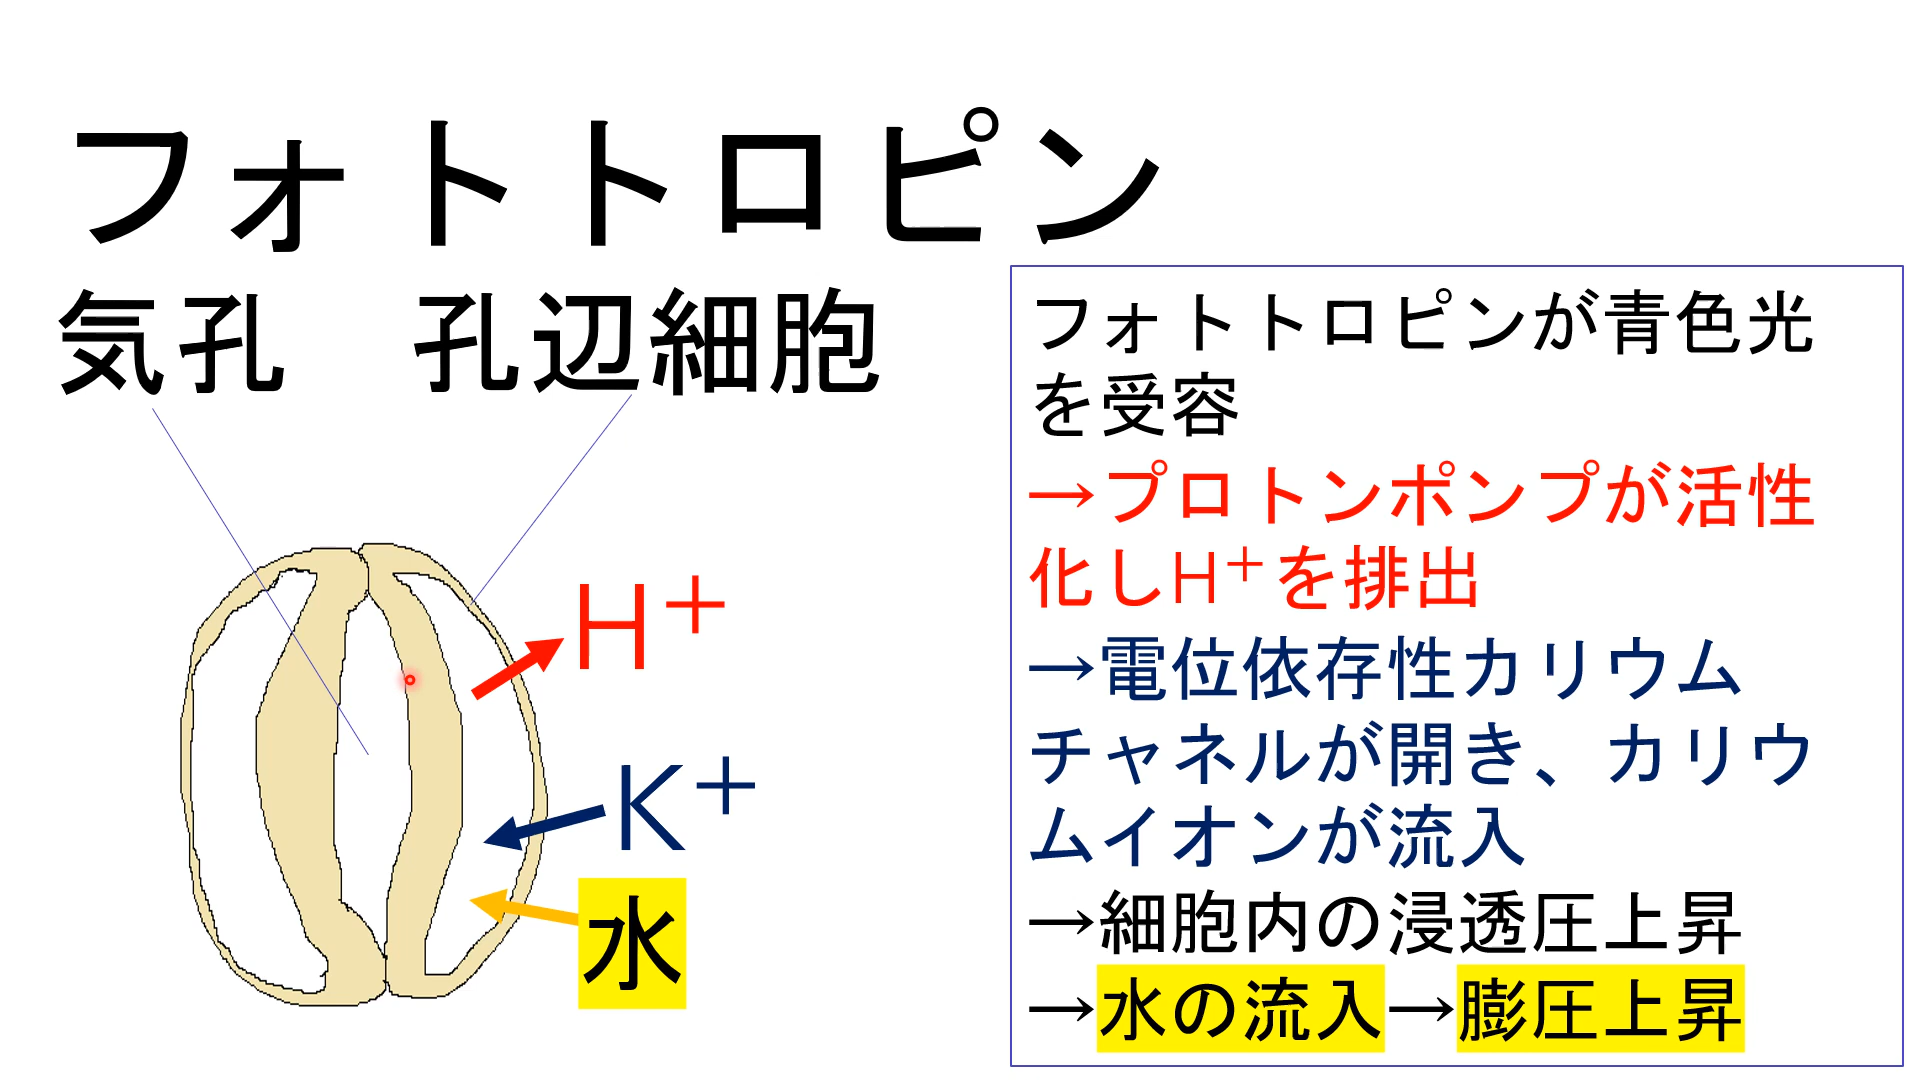 フォトトロピン
気孔　孔辺細胞
フォトトロピンが青色光
を受容
→プロトンポンプが活性
化しH⁺を排出
→電位依存性カリウム
チャネルが開き、カリウ
ムイオンが流入
→細胞内の浸透圧上昇
→水の流入→膨圧上昇
H⁺
K⁺
水